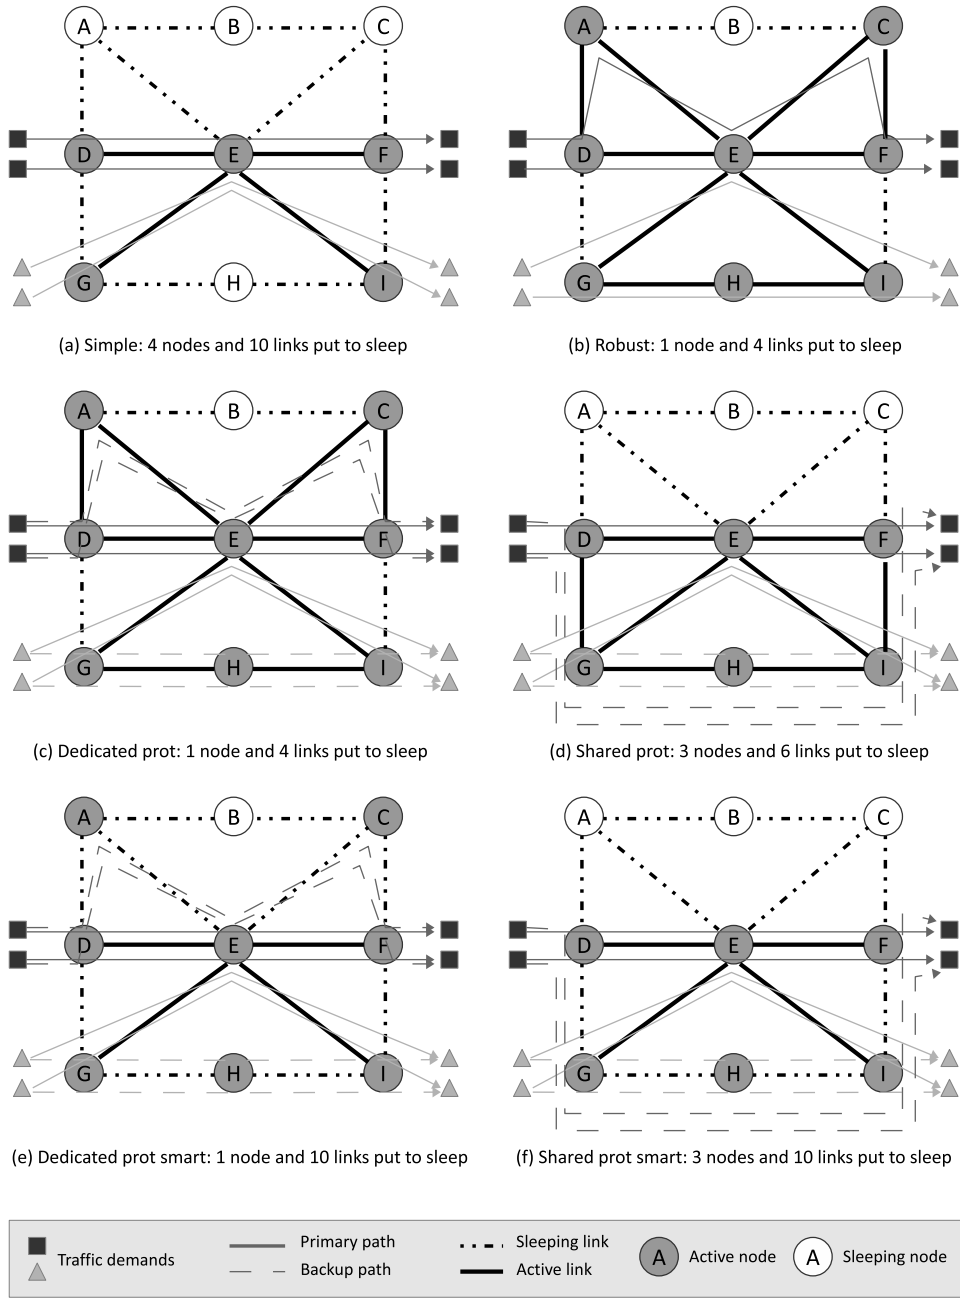 A B C A B C
D E F D E F
G H I G H I
(a) Simple: 4 nodes and 10 links put to sleep
(b) Robust: 1 node and 4 links put to sleep
A B C A B C
D E F D E F
G H I G H I
(c) Dedicated prot: 1 node and 4 links put to sleep
(d) Shared prot: 3 nodes and 6 links put to sleep
A B C A B C
D E F D E F
G H I G H I
(e) Dedicated prot smart: 1 node and 10 links put to sleep
(f) Shared prot smart: 3 nodes and 10 links put to sleep
Traffic demands
Primary path
Backup path
Sleeping link
Active link
A Active node
A Sleeping node